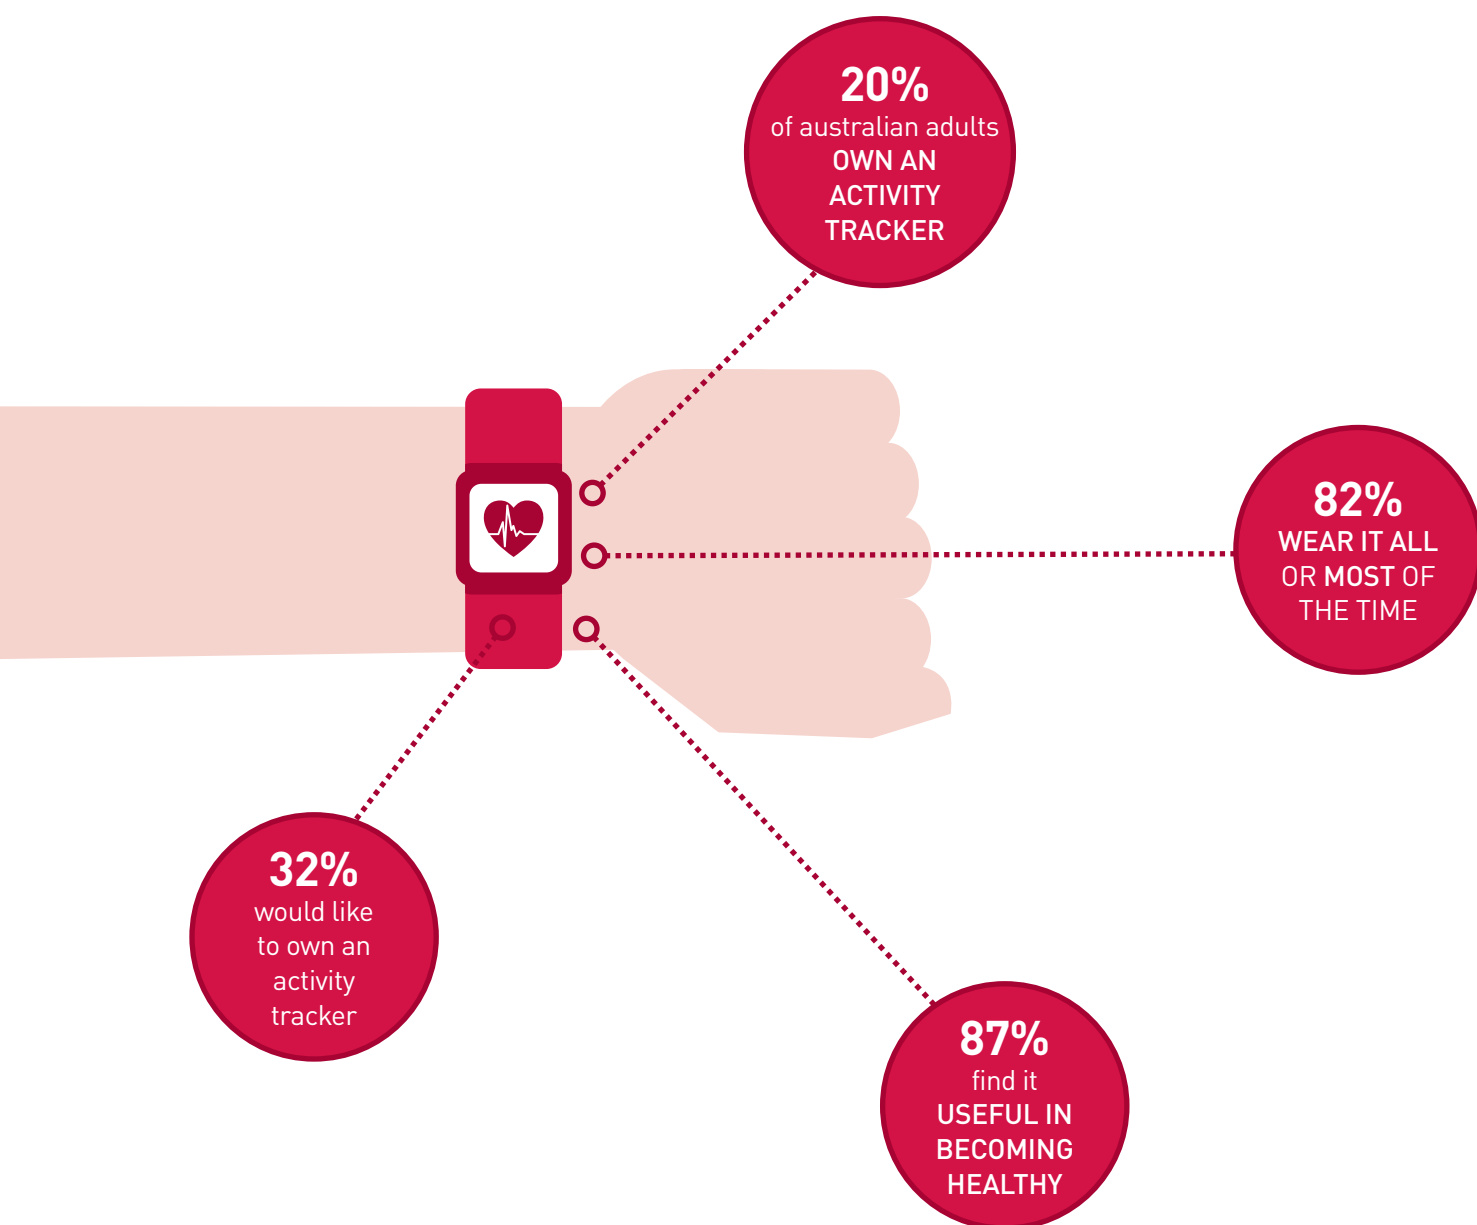 20%
of australian adults
OWN AN
ACTIVITY
TRACKER
82%
WEAR IT ALL
OR MOST OF
THE TIME
32%
would like
to own an
activity
tracker
87%
find it
USEFUL IN
BECOMING
HEALTHY